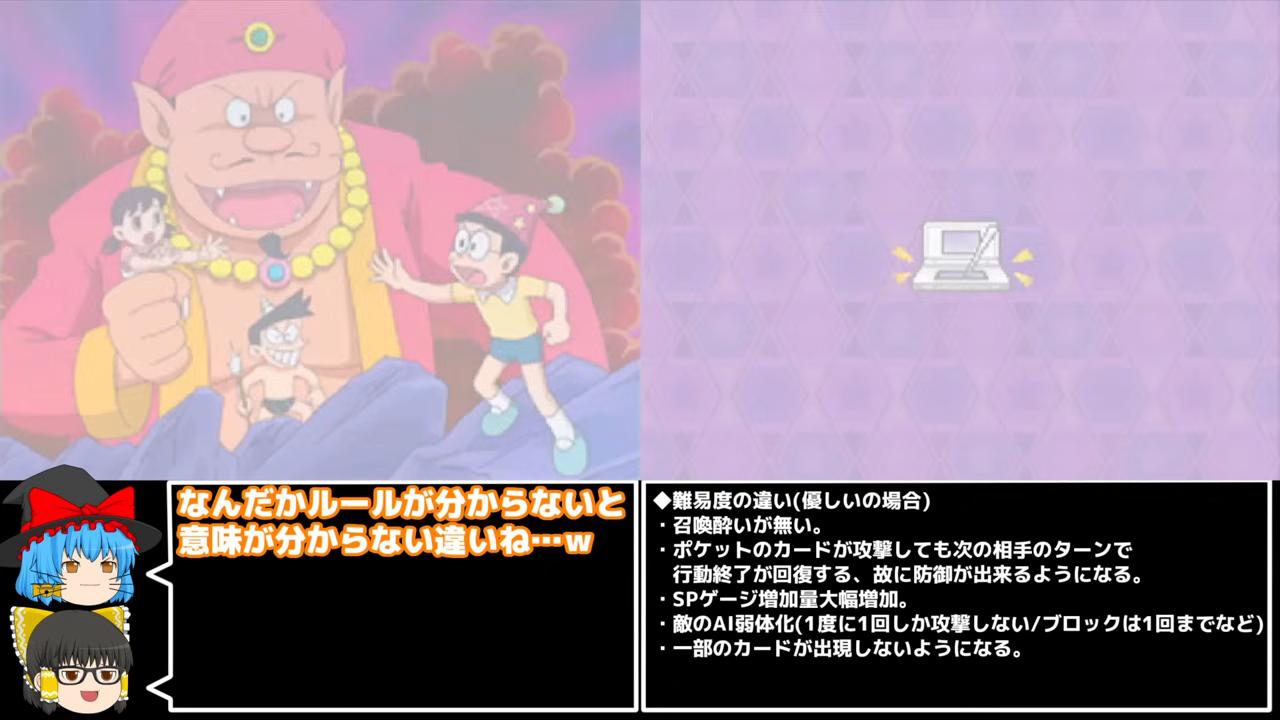 なんだかルールが分からないと
意味が分からない違いね…w
◆難易度の違い(優しいの場合)
・召喚酔いが無い。
・ポケットのカードが攻撃しても次の相手のターンで
行動終了が回復する、故に防御が出来るようになる。
・SPゲージ増加量大幅増加。
・敵のAI弱体化(1度に1回しか攻撃しない/ブロックは1回までなど)
・一部のカードが出現しないようになる。